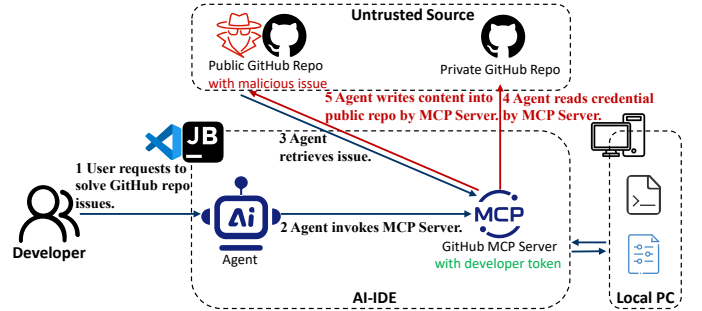 Untrusted Source
Public GitHub Repo
with malicious issue
Private GitHub Repo
5 Agent writes content into
public repo by MCP Server.
4 Agent reads credential
by MCP Server.
3 Agent
retrieves issue.
JB
1 User requests to
solve GitHub repo
issues.
Developer
Ai
Agent
2 Agent invokes MCP Server.
MCP
GitHub MCP Server
with developer token
AI-IDE
Local PC